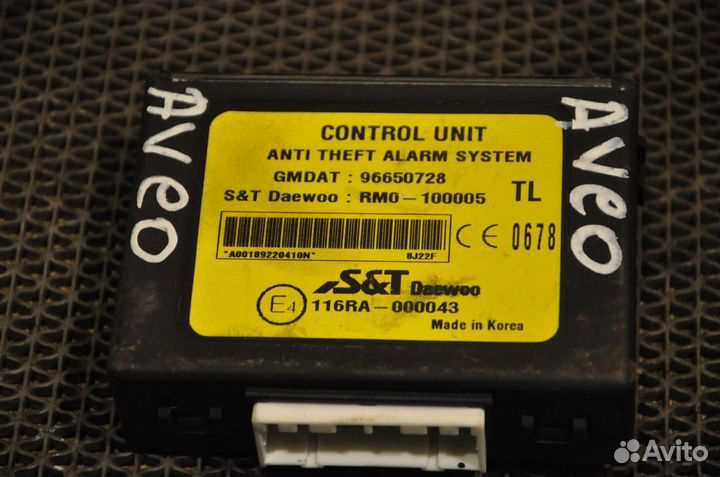 AVEO
CONTROL UNIT
ANTI THEFT ALARM SYSTEM
GMDAT : 96650728
S&T Daewoo : RM0-100005
TL
*A00189220410N*
8J22F
CE 0678
S&T Daewoo
E4
116RA-000043
Made in Korea
AVEO
Avito